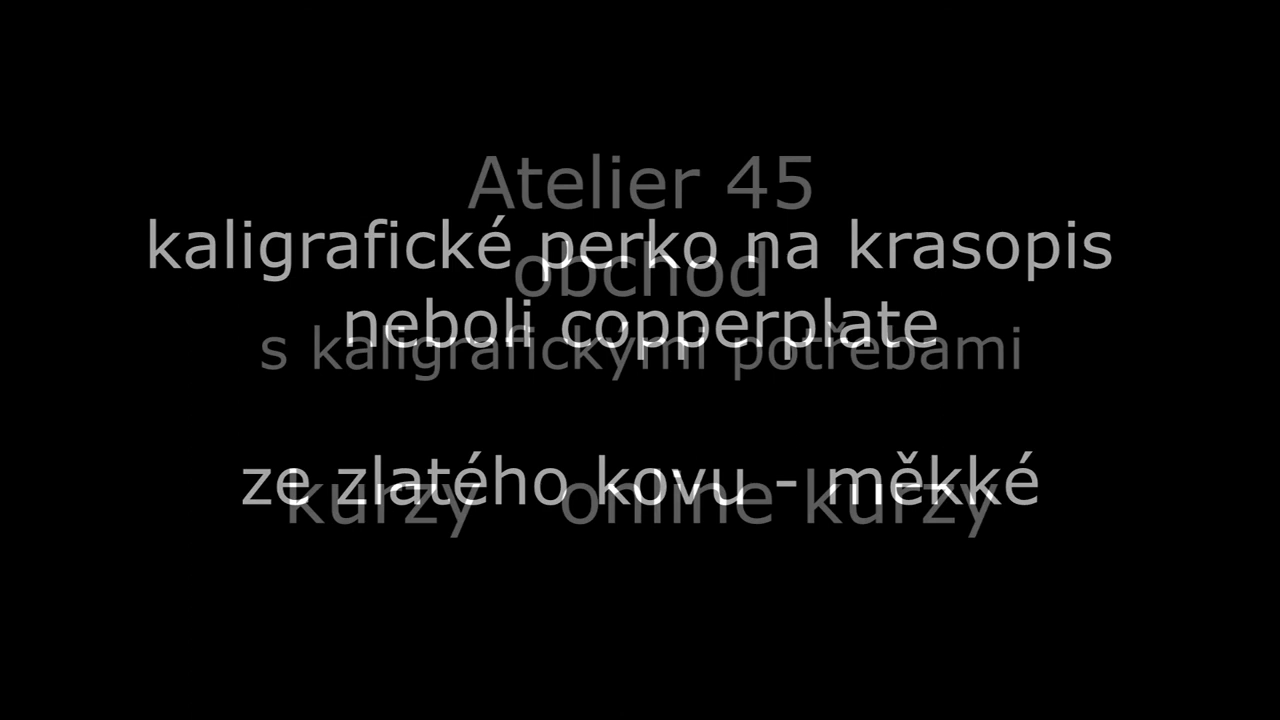 Atelier 45
kaligrafické perko na krasopis
obchod
neboli copperplate
s kaligrafickými potřebami
ze zlatého kovu - měkké
kurzy online kurzy